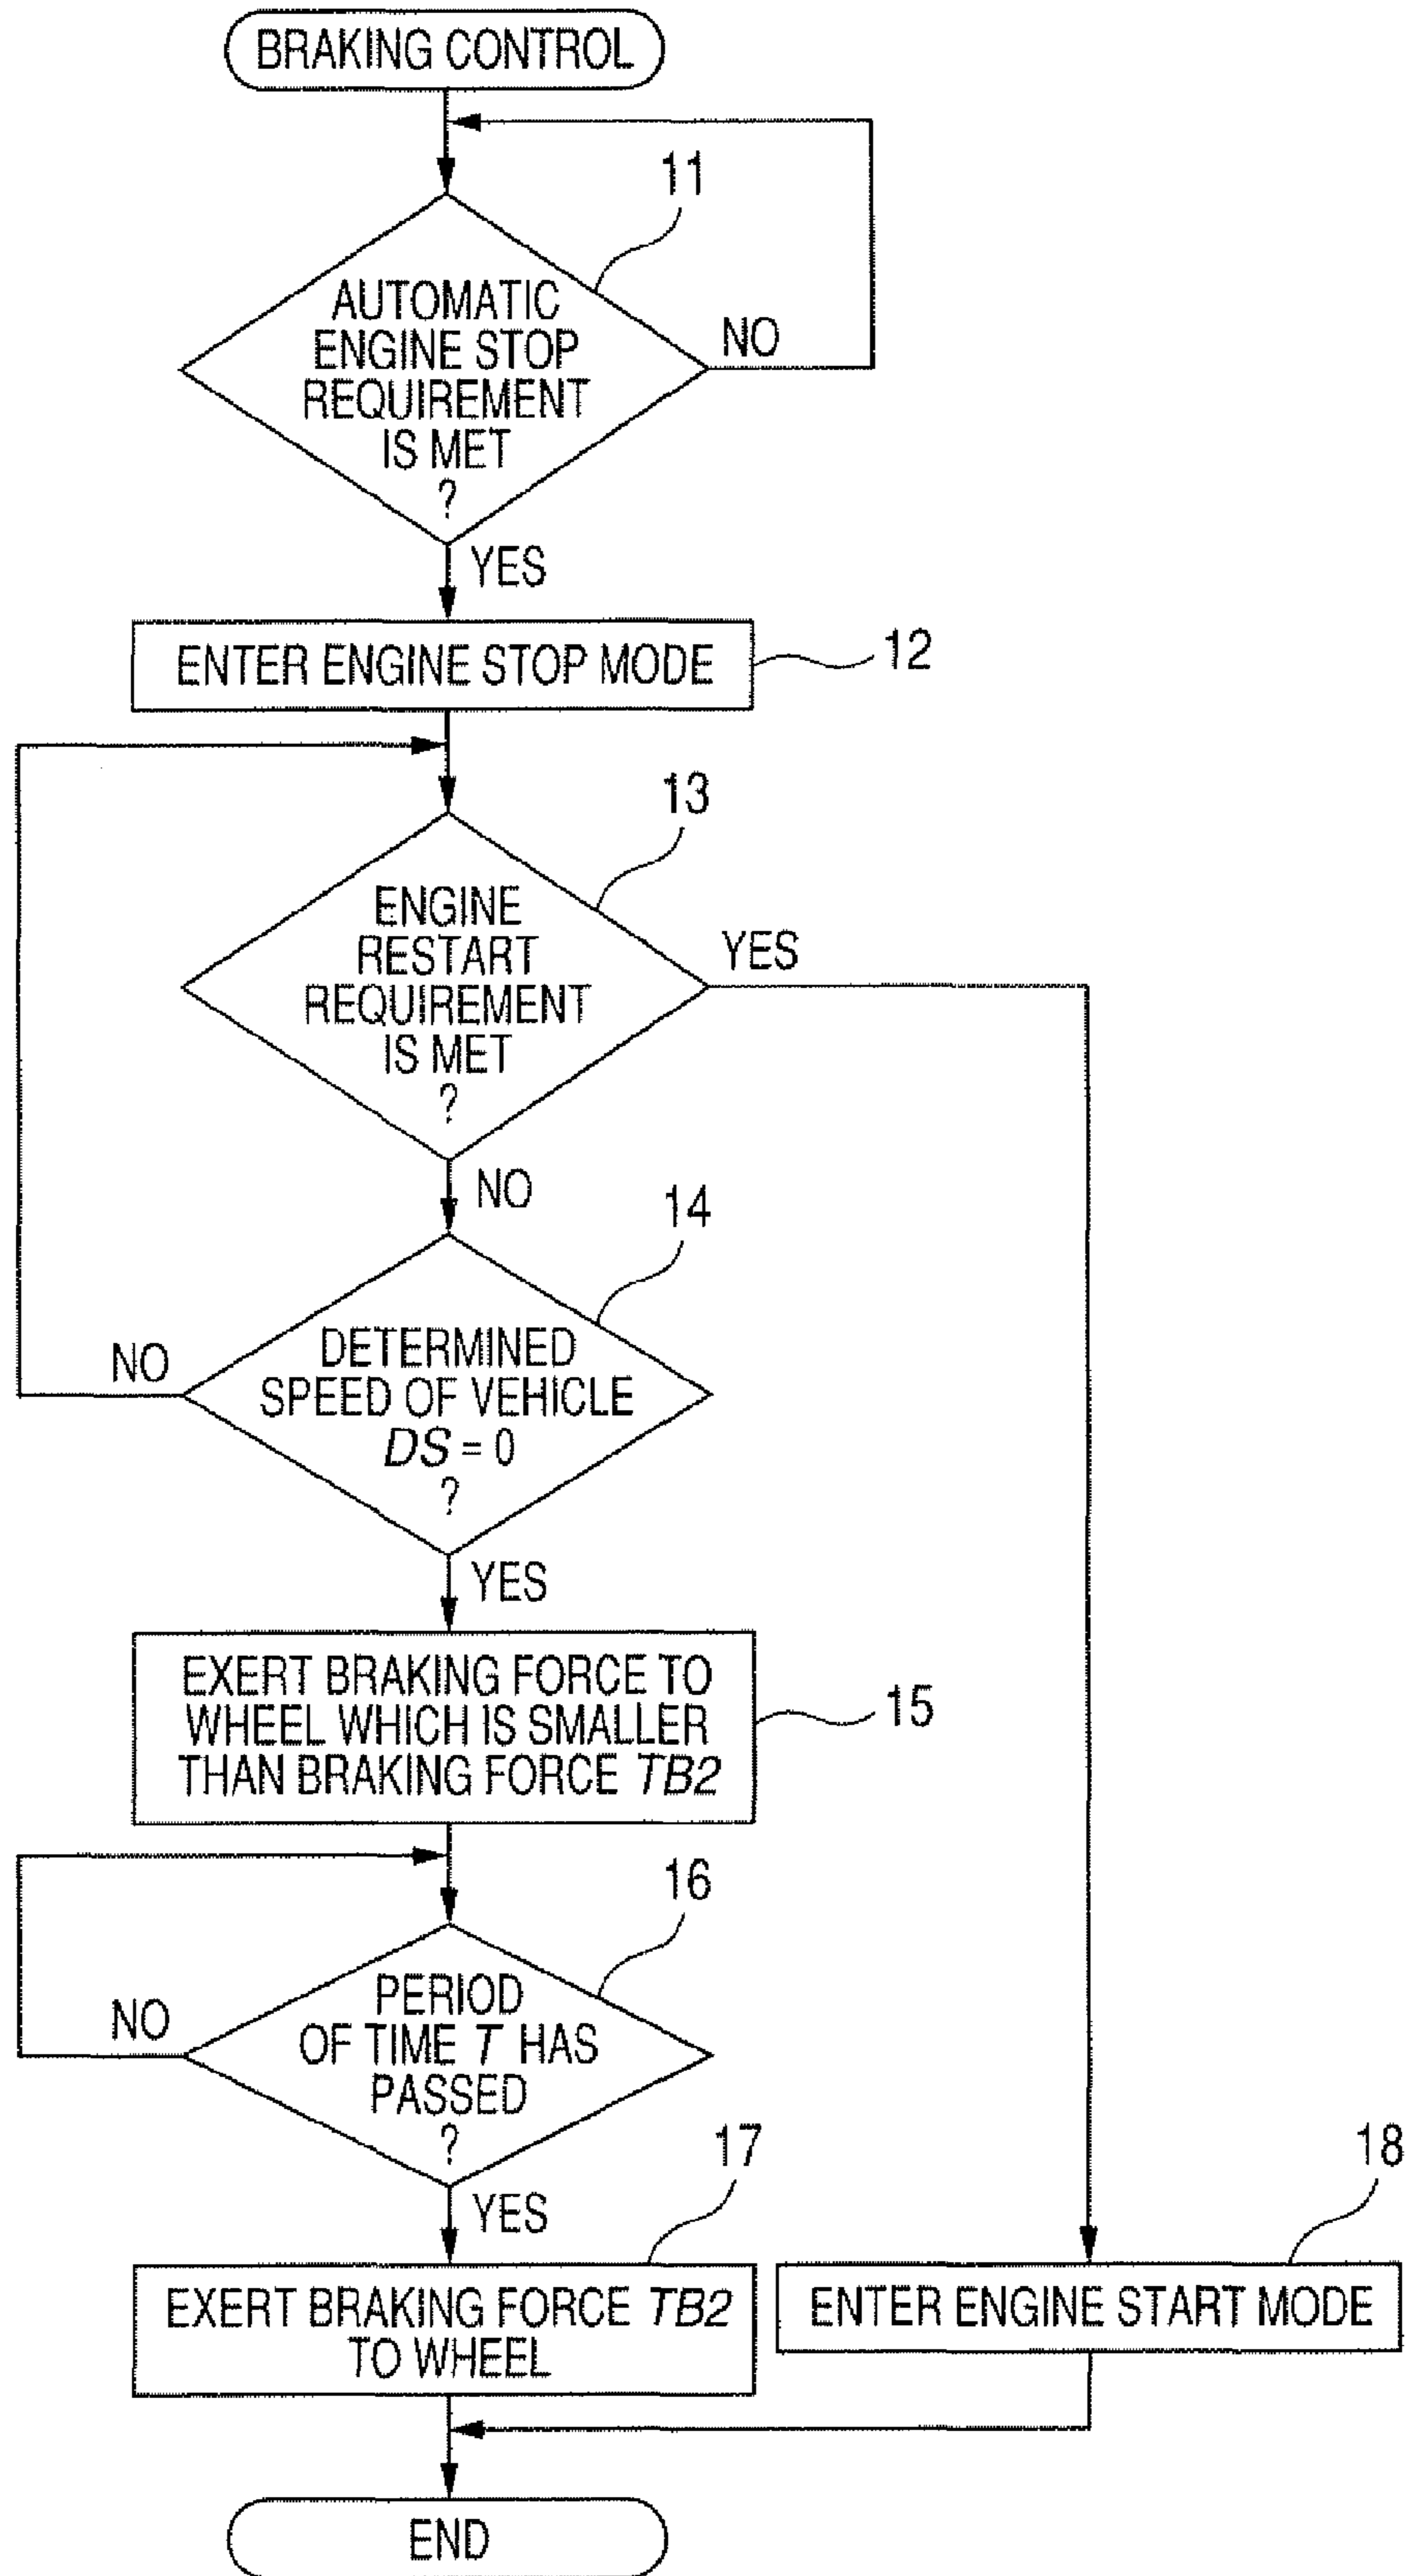 BRAKING CONTROL
11
AUTOMATIC
ENGINE STOP
REQUIREMENT
IS MET
?
NO
YES
ENTER ENGINE STOP MODE
12
13
ENGINE
RESTART
REQUIREMENT
IS MET
?
YES
NO
14
DETERMINED
SPEED OF VEHICLE
DS = 0
?
NO
YES
EXERT BRAKING FORCE TO
WHEEL WHICH IS SMALLER
THAN BRAKING FORCE TB2
15
16
PERIOD
OF TIME T HAS
PASSED
?
NO
YES
17
EXERT BRAKING FORCE TB2
TO WHEEL
18
ENTER ENGINE START MODE
END